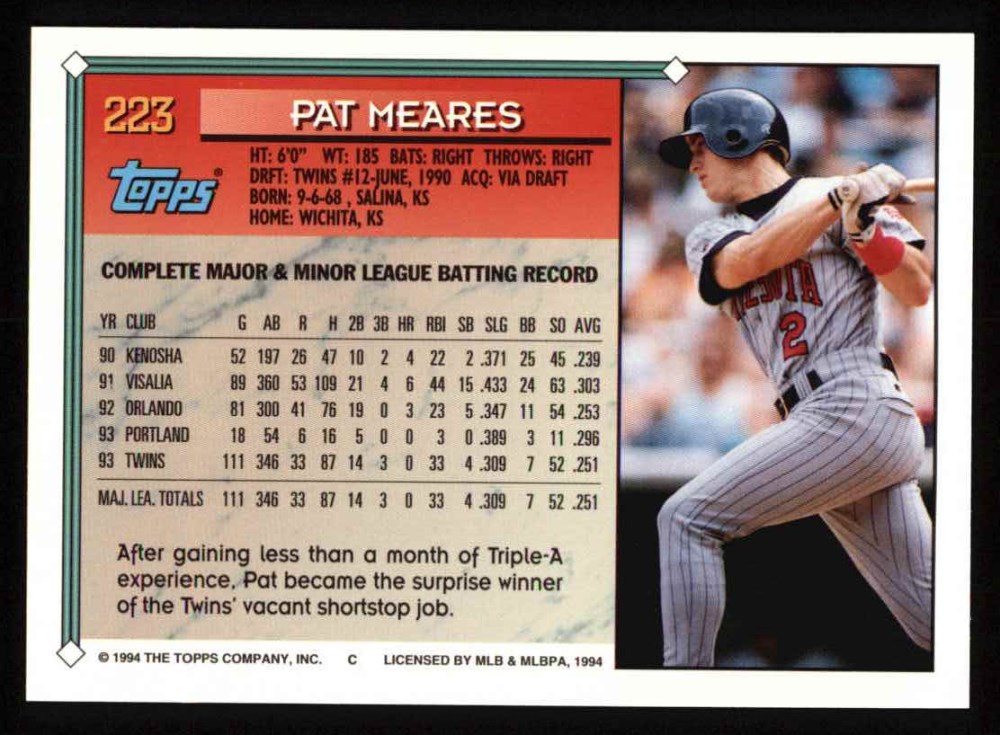 223
PAT MEARES
TOPPS®
HT: 6'0" WT: 185 BATS: RIGHT THROWS: RIGHT
DRFT: TWINS #12-JUNE, 1990 ACQ: VIA DRAFT
BORN: 9-6-68 , SALINA, KS
HOME: WICHITA, KS
COMPLETE MAJOR & MINOR LEAGUE BATTING RECORD
YR CLUB G AB R H 2B 3B HR RBI SB SLG BB SO AVG
90 KENOSHA 52 197 26 47 10 2 4 22 2 .371 25 45 .239
91 VISALIA 89 360 53 109 21 4 6 44 15 .433 24 63 .303
92 ORLANDO 81 300 41 76 19 0 3 23 5 .347 11 54 .253
93 PORTLAND 18 54 6 16 5 0 0 3 0 .389 3 11 .296
93 TWINS 111 346 33 87 14 3 0 33 4 .309 7 52 .251
MAJ. LEA. TOTALS 111 346 33 87 14 3 0 33 4 .309 7 52 .251
After gaining less than a month of Triple-A
experience, Pat became the surprise winner
of the Twins' vacant shortstop job.
© 1994 THE TOPPS COMPANY, INC. C LICENSED BY MLB & MLBPA, 1994
2